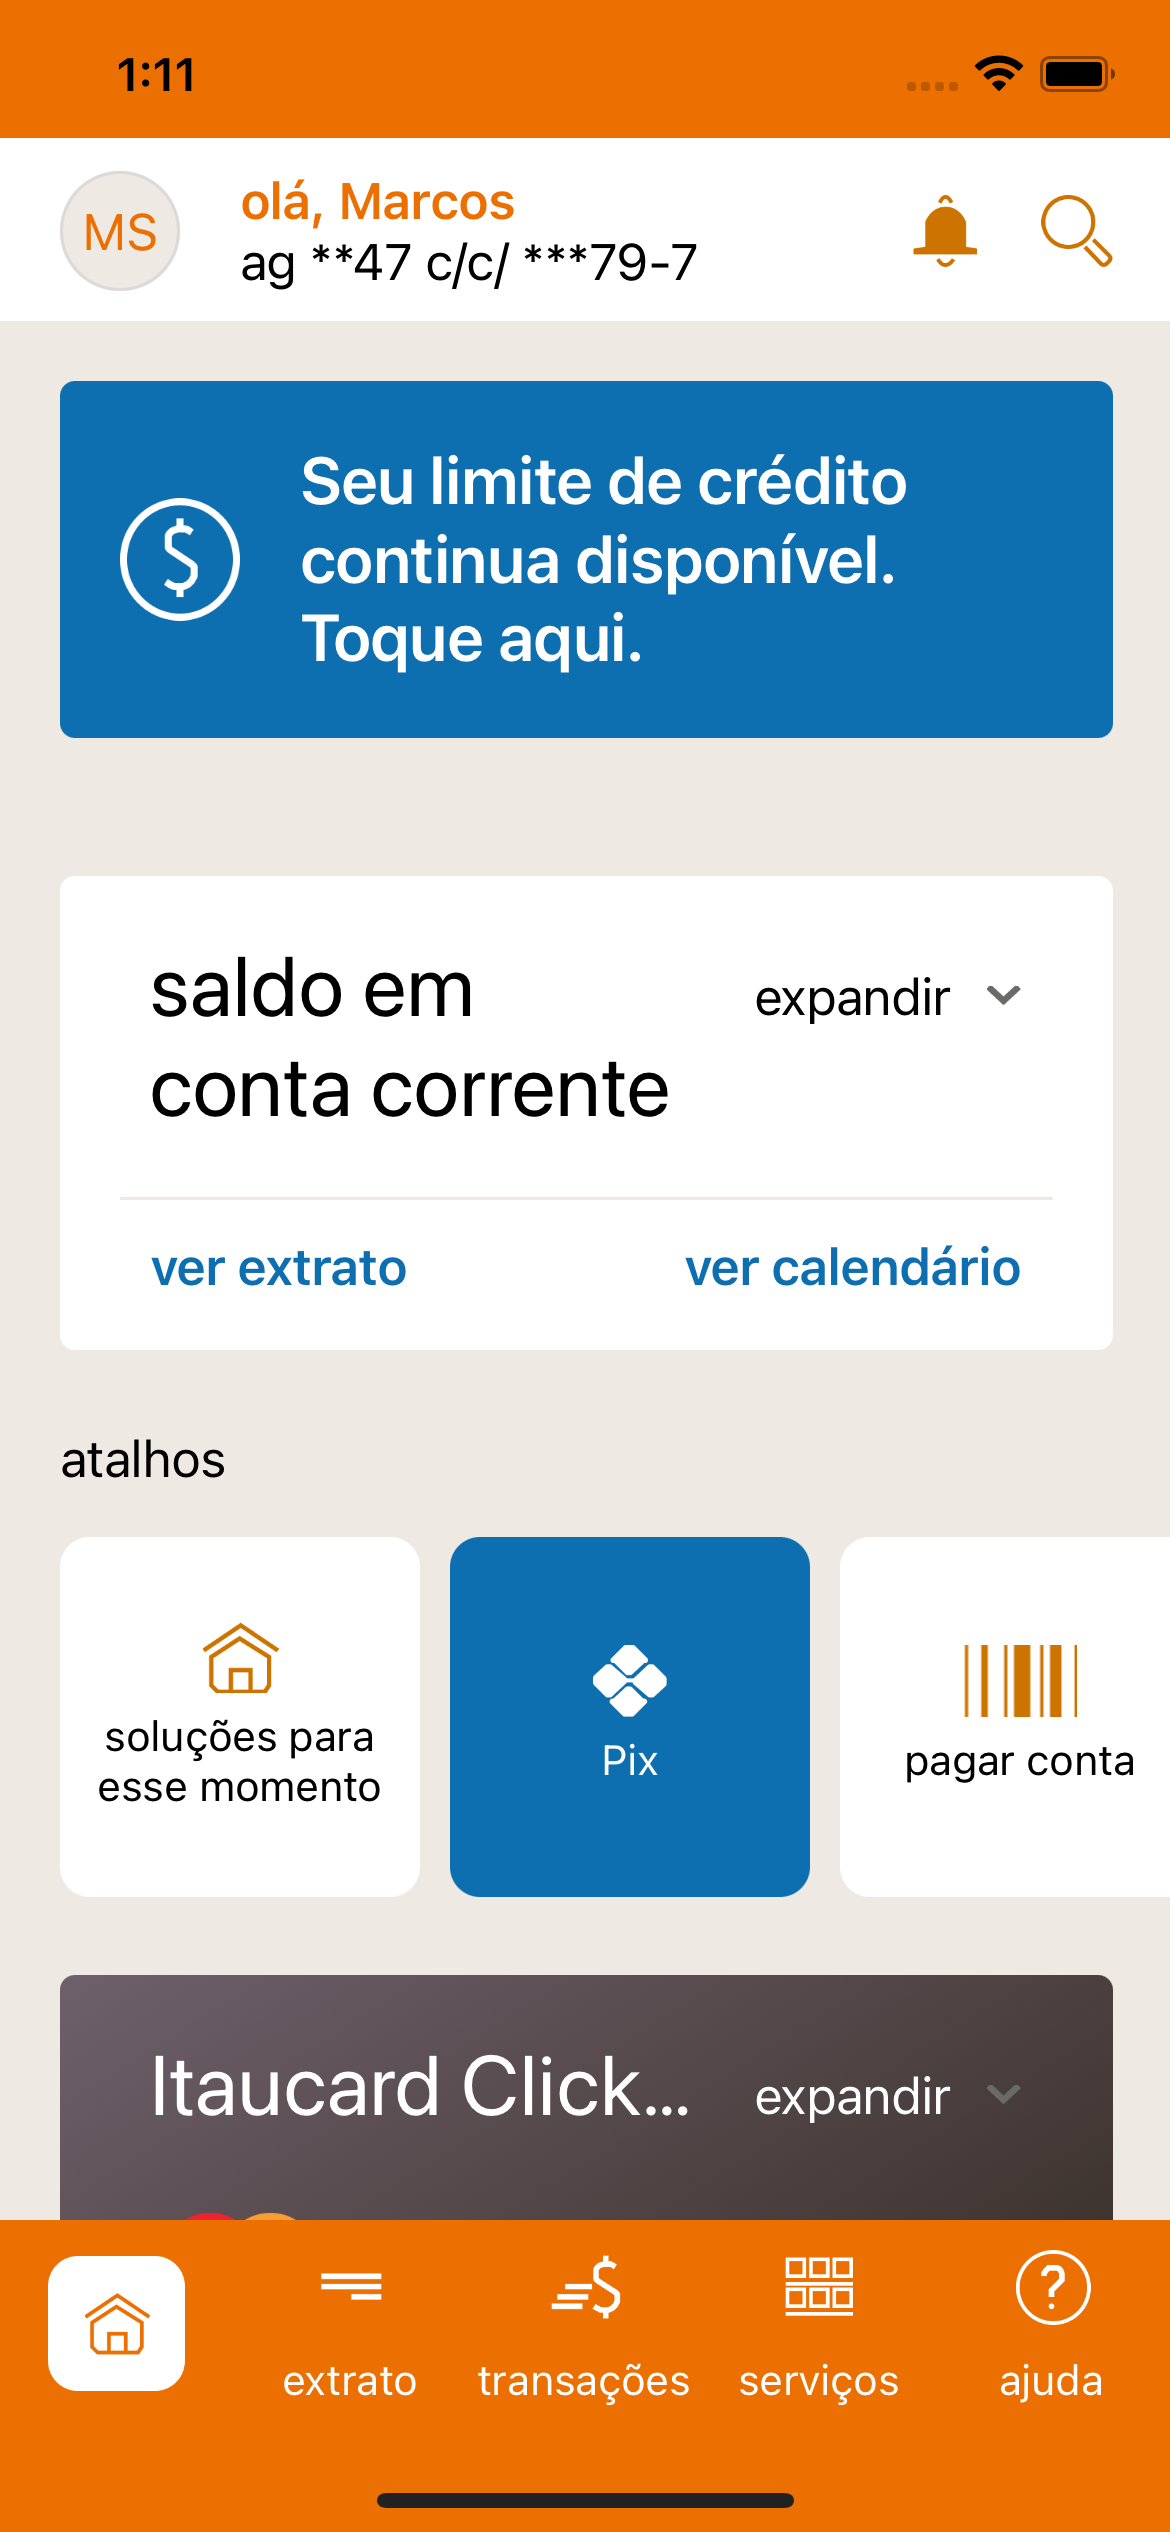 1:11
MS
olá, Marcos
ag **47 c/c/ ***79-7
Seu limite de crédito
continua disponível.
Toque aqui.
saldo em
conta corrente
expandir
ver extrato
ver calendário
atalhos
soluções para
esse momento
Pix
pagar conta
Itaucard Click...
expandir
extrato
transações
serviços
ajuda